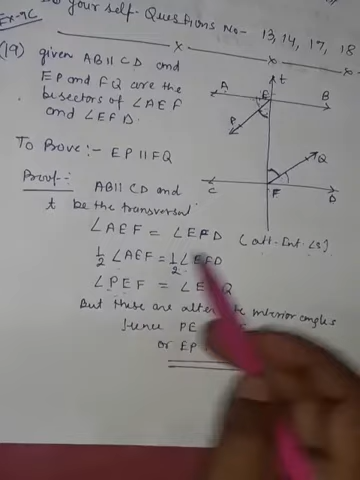 Ex-7C
Do your self. Questions No- 13, 14, 17, 18
(19) given AB || CD and
EP and FQ are the
bisectors of ∠AEF
and ∠EFD.
To Prove:- EP || FQ
Proof:- AB || CD and
t be the transversal
∠AEF = ∠EFD (alt. Int. ∠s)
1/2 ∠AEF = 1/2 ∠EFD
∠PEF = ∠E Q
But these are alternate interior angles
Hence PE
or EP
t
A E B
P
Q
C F D